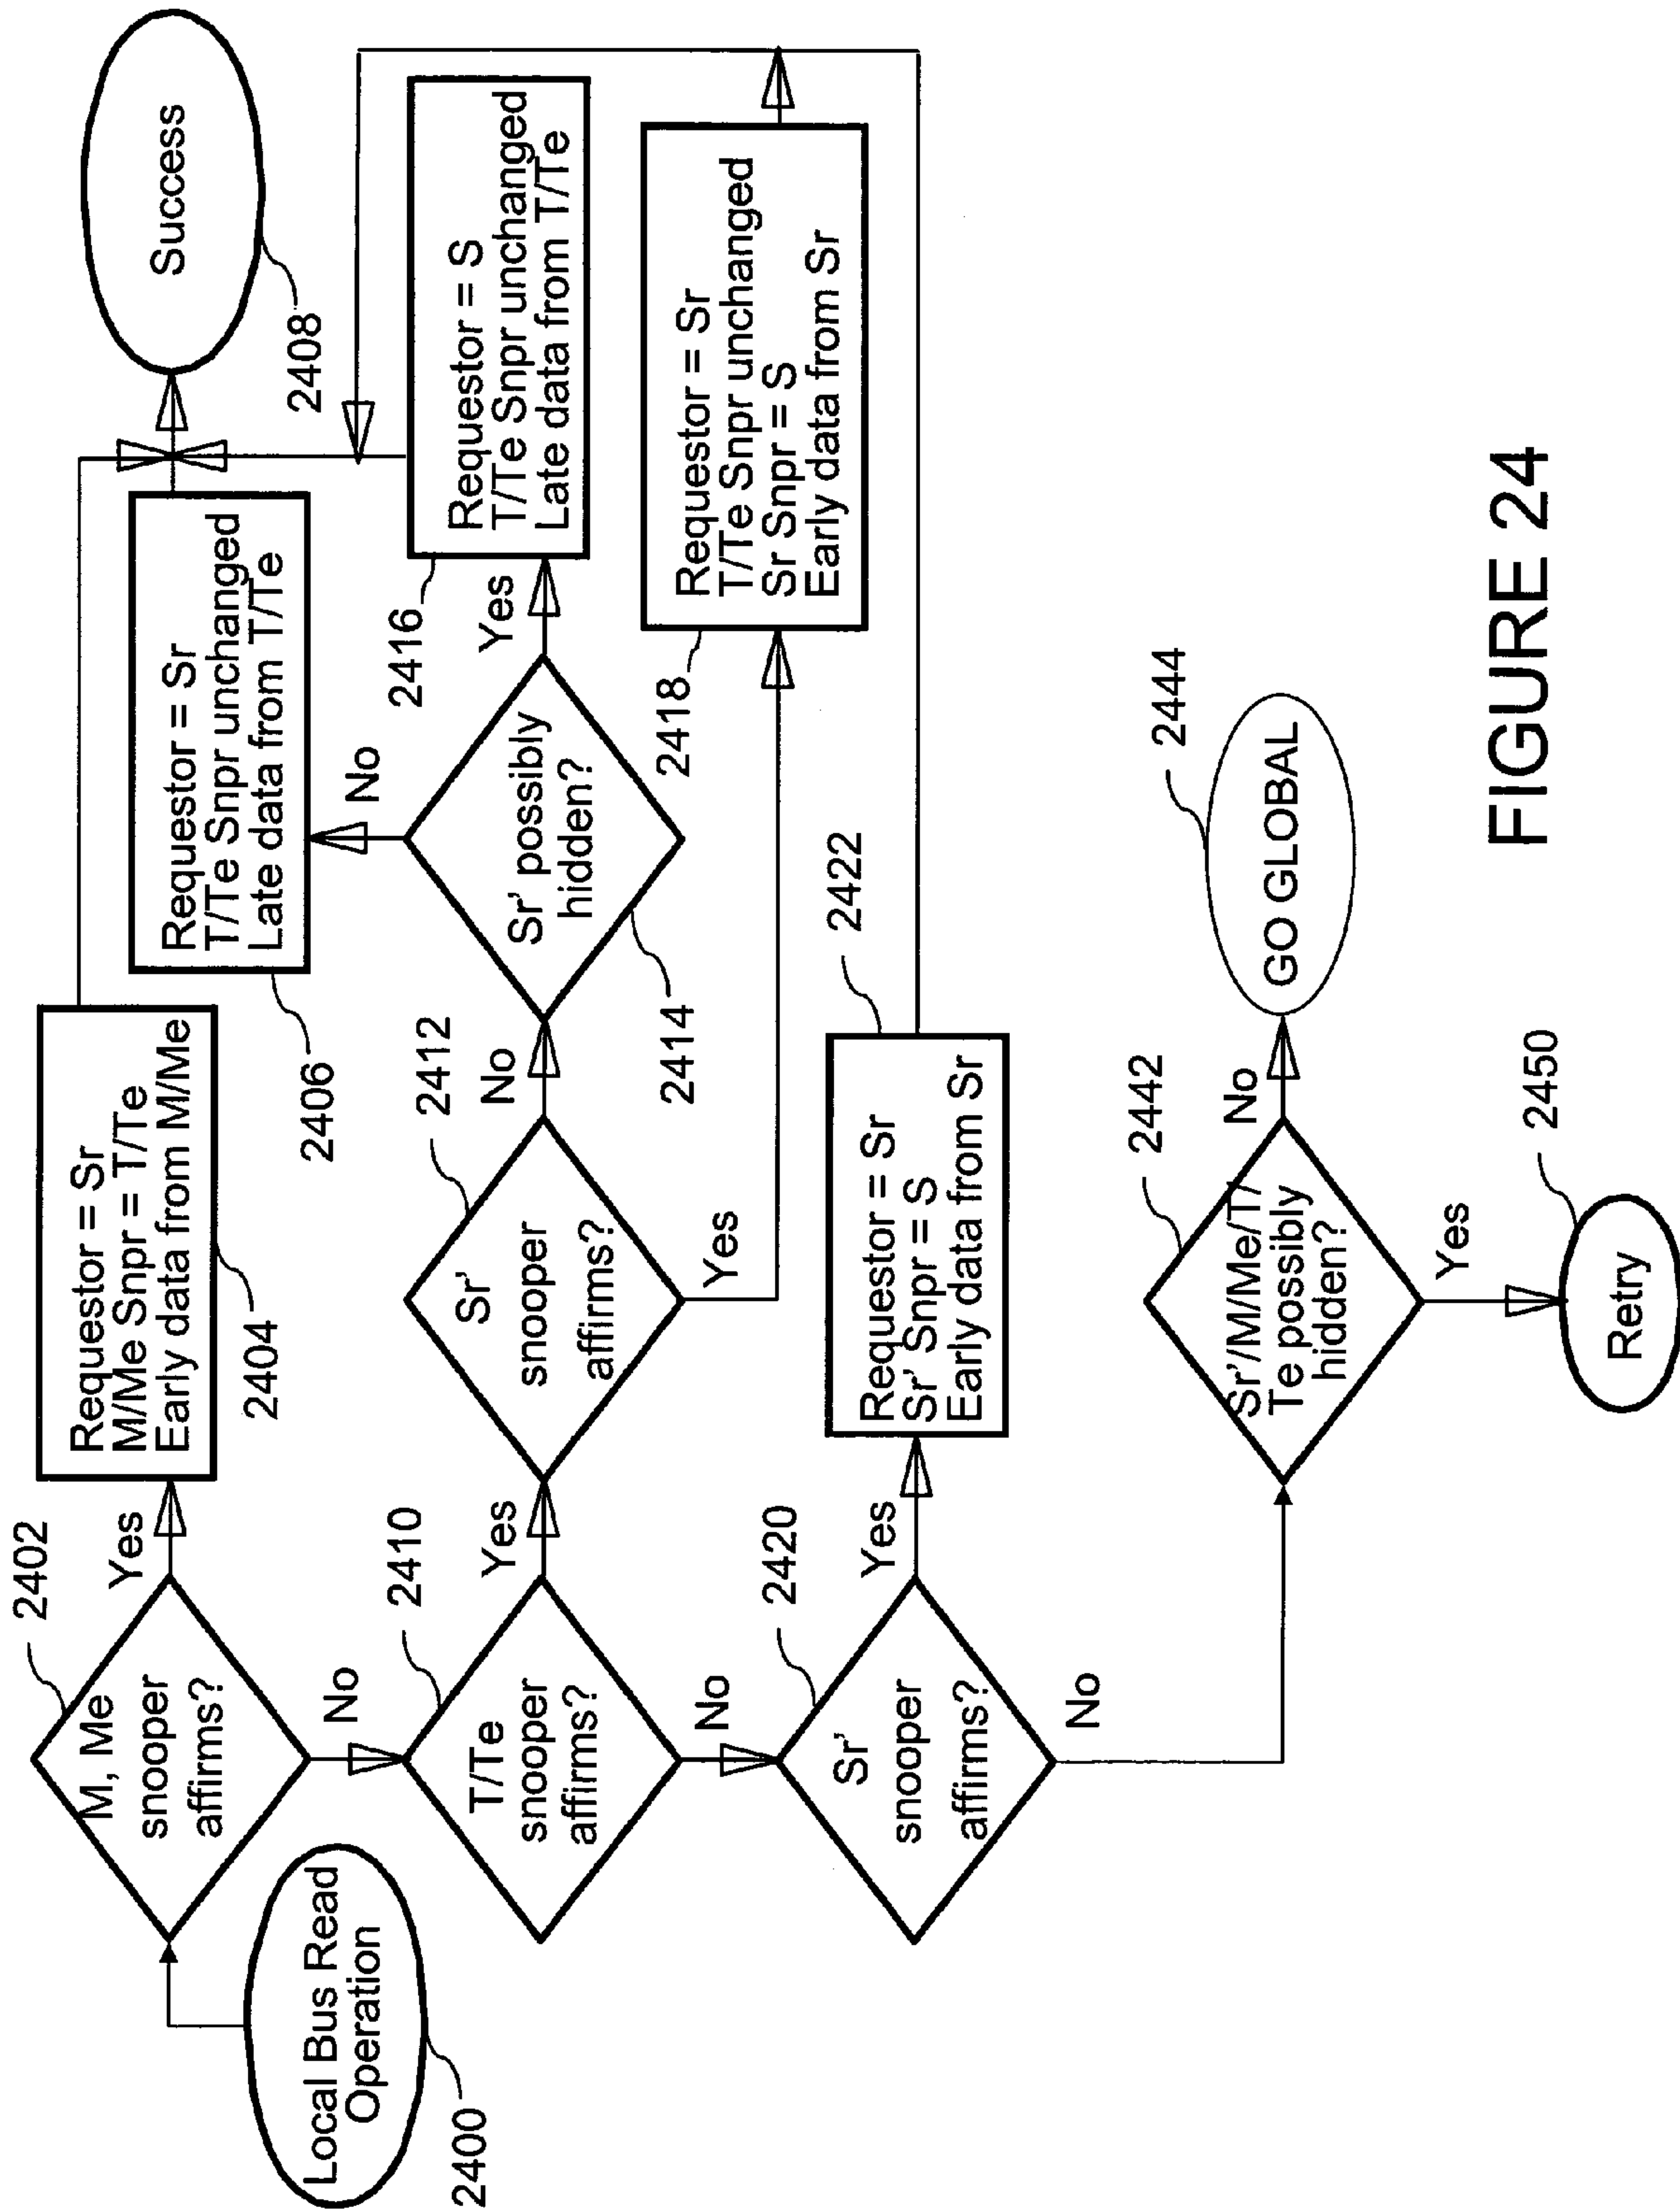 2400
Local Bus Read
Operation
2402
M, Me
snooper
affirms?
Yes
No
2404
Requestor = Sr
M/Me Snpr = T/Te
Early data from M/Me
2406
Requestor = Sr
T/Te Snpr unchanged
Late data from T/Te
Success
2408
2410
T/Te
snooper
affirms?
Yes
No
2412
Sr'
snooper
affirms?
No
Yes
2414
Sr' possibly
hidden?
No
Yes
2416
Requestor = S
T/Te Snpr unchanged
Late data from T/Te
2418
Requestor = Sr
T/Te Snpr unchanged
Sr Snpr = S
Early data from Sr
2420
Sr'
snooper
affirms?
Yes
No
2422
Requestor = Sr
Sr' Snpr = S
Early data from Sr
2442
Sr'/M/Me/T/
Te possibly
hidden?
No
Yes
2444
GO GLOBAL
2450
Retry
FIGURE 24